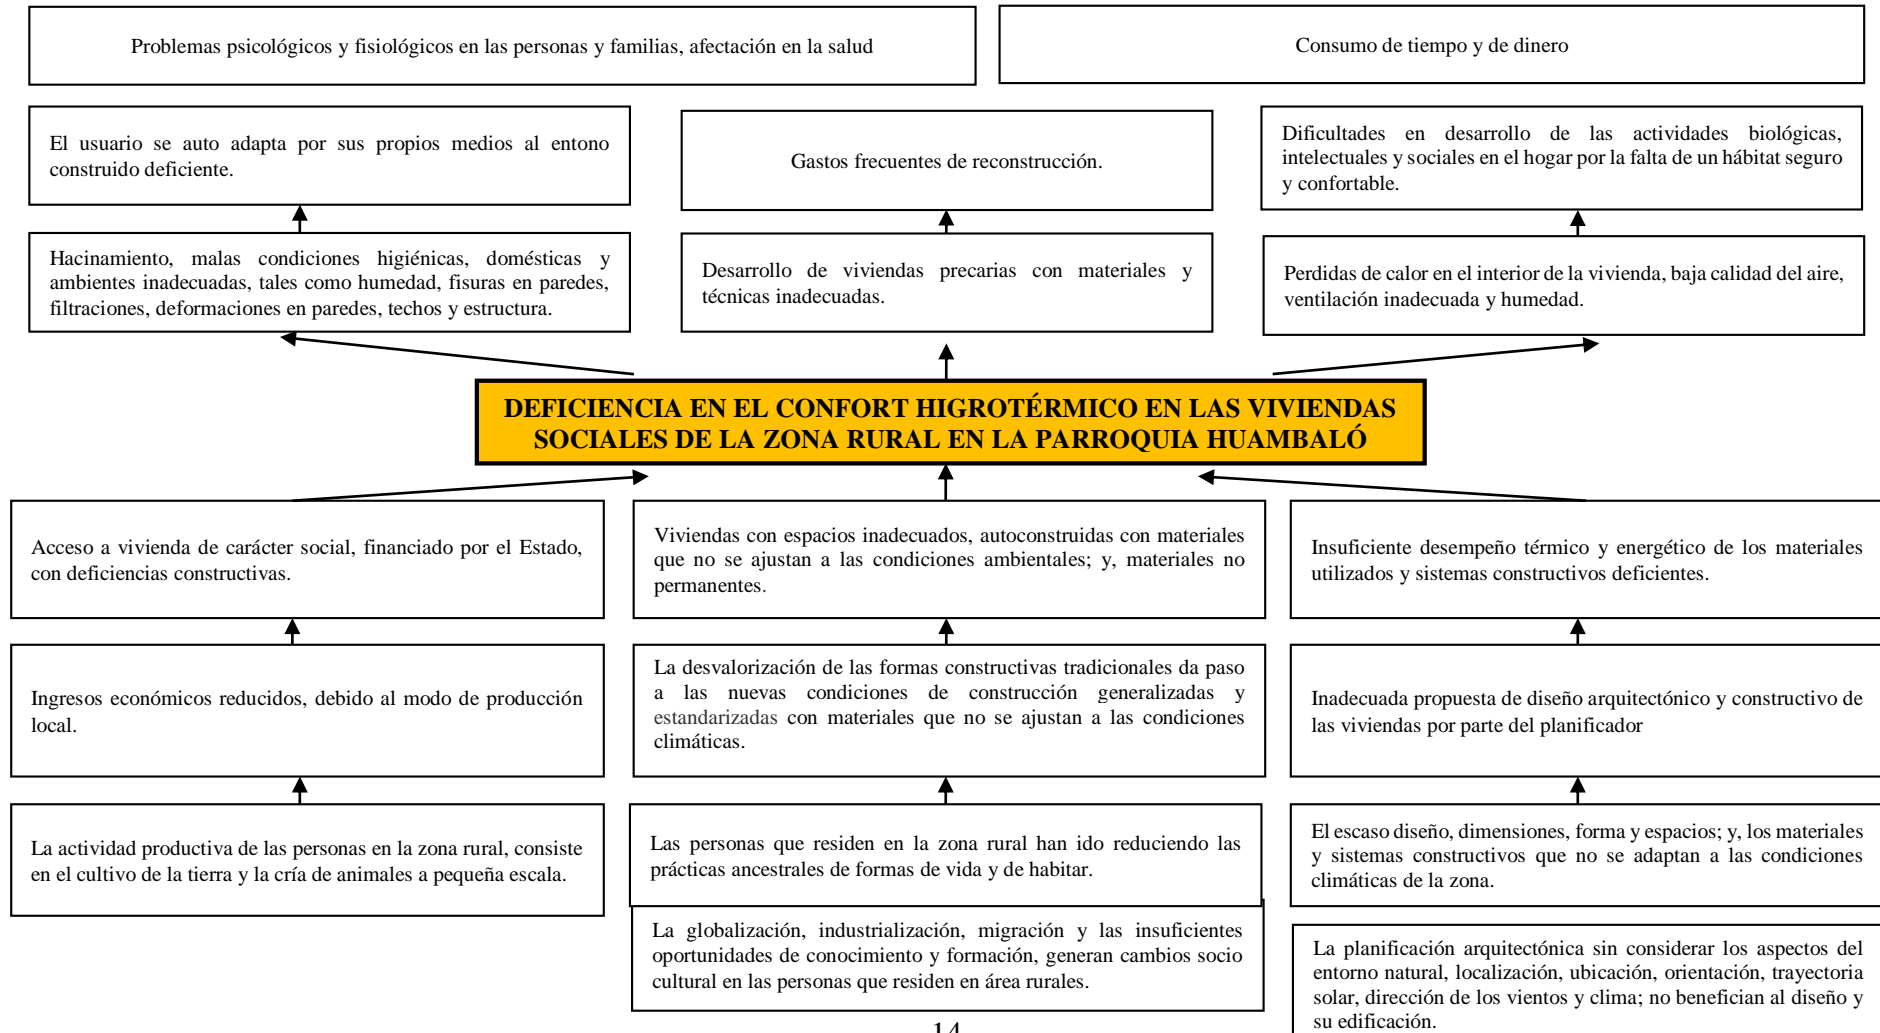 Problemas psicológicos y fisiológicos en las personas y familias, afectación en la salud
Consumo de tiempo y de dinero
El usuario se auto adapta por sus propios medios al entono
construido deficiente.
Gastos frecuentes de reconstrucción.
Dificultades en desarrollo de las actividades biológicas,
intelectuales y sociales en el hogar por la falta de un hábitat seguro
y confortable.
Hacinamiento, malas condiciones higiénicas, domésticas y
ambientes inadecuadas, tales como humedad, fisuras en paredes,
filtraciones, deformaciones en paredes, techos y estructura.
Desarrollo de viviendas precarias con materiales y
técnicas inadecuadas.
Perdidas de calor en el interior de la vivienda, baja calidad del aire,
ventilación inadecuada y humedad.
DEFICIENCIA EN EL CONFORT HIGROTÉRMICO EN LAS VIVIENDAS
SOCIALES DE LA ZONA RURAL EN LA PARROQUIA HUAMBALÓ
Acceso a vivienda de carácter social, financiado por el Estado,
con deficiencias constructivas.
Viviendas con espacios inadecuados, autoconstruidas con materiales
que no se ajustan a las condiciones ambientales; y, materiales no
permanentes.
Insuficiente desempeño térmico y energético de los materiales
utilizados y sistemas constructivos deficientes.
Ingresos económicos reducidos, debido al modo de producción
local.
La desvalorización de las formas constructivas tradicionales da paso
a las nuevas condiciones de construcción generalizadas y
estandarizadas con materiales que no se ajustan a las condiciones
climáticas.
Inadecuada propuesta de diseño arquitectónico y constructivo de
las viviendas por parte del planificador
La actividad productiva de las personas en la zona rural, consiste
en el cultivo de la tierra y la cría de animales a pequeña escala.
Las personas que residen en la zona rural han ido reduciendo las
prácticas ancestrales de formas de vida y de habitar.
El escaso diseño, dimensiones, forma y espacios; y, los materiales
y sistemas constructivos que no se adaptan a las condiciones
climáticas de la zona.
La globalización, industrialización, migración y las insuficientes
oportunidades de conocimiento y formación, generan cambios socio
cultural en las personas que residen en área rurales.
La planificación arquitectónica sin considerar los aspectos del
entorno natural, localización, ubicación, orientación, trayectoria
solar, dirección de los vientos y clima; no benefician al diseño y
su edificación.
14